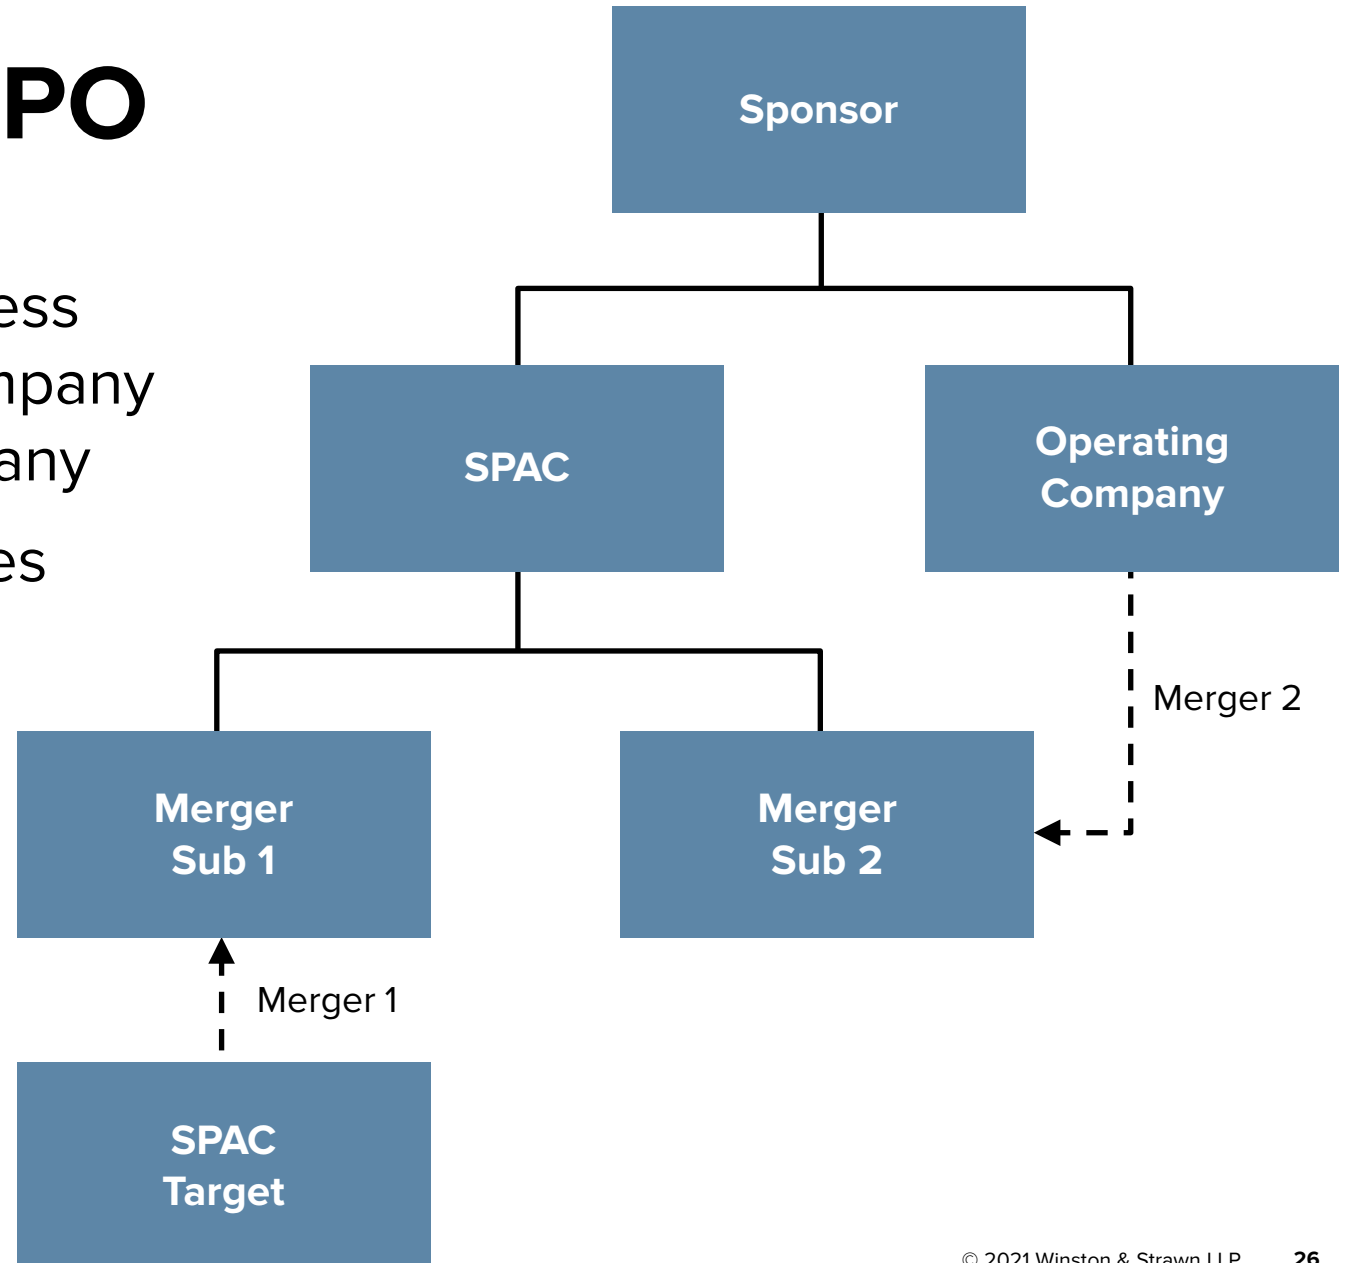 PO
ess
mpany
any
es
Sponsor
SPAC
Operating
Company
Merger 2
Merger
Sub 1
Merger
Sub 2
Merger 1
SPAC
Target
© 2021 Winston & Strawn LLP 26